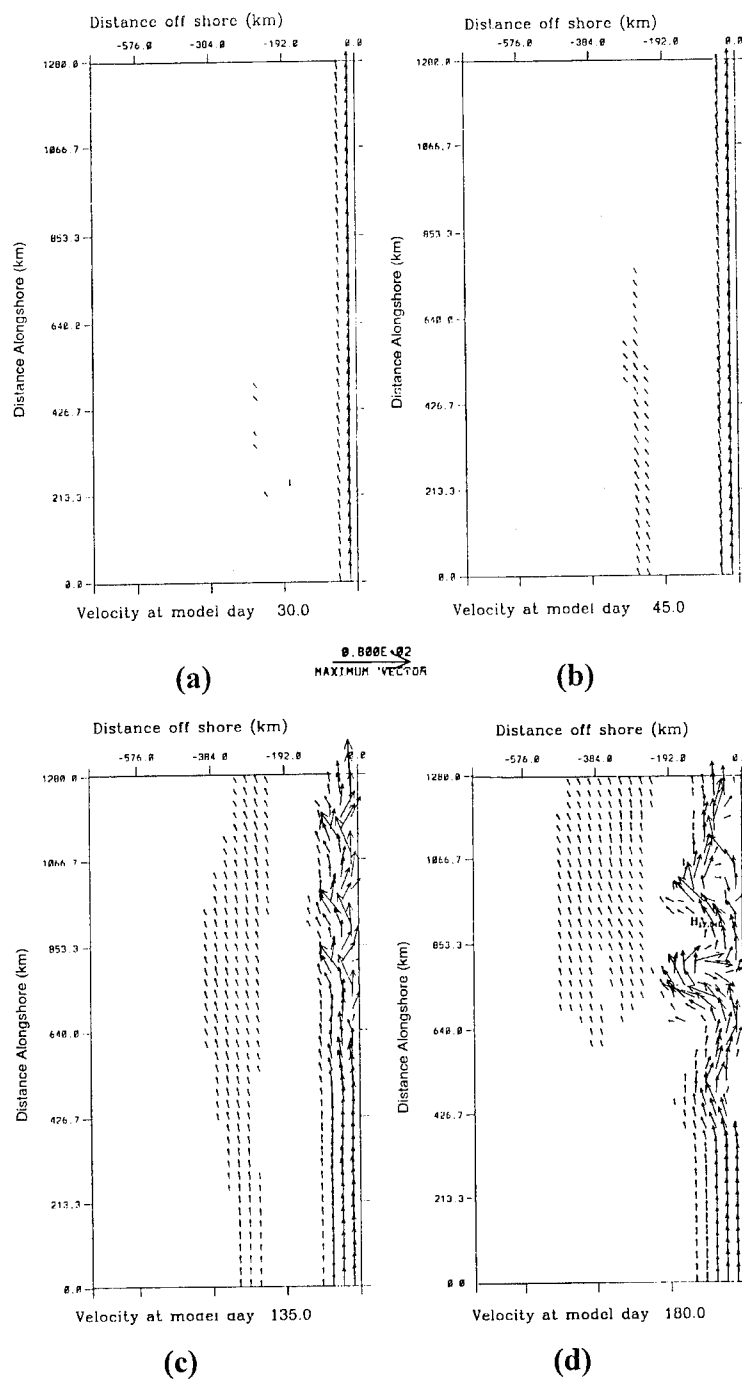 Distance off shore (km)
-576.0 -384.0 -192.0 0.0
Distance off shore (km)
-576.0 -384.0 -192.0 0.0
1280.0
1066.7
853.3
640.0
426.7
213.3
0.0
Distance Alongshore (km)
Velocity at model day 30.0
1280.0
1066.7
853.3
640.0
426.7
213.3
0.0
Distance Alongshore (km)
Velocity at model day 45.0
(a)
0.800E-02
MAXIMUM VECTOR
(b)
Distance off shore (km)
-576.0 -384.0 -192.0 0.0
Distance off shore (km)
-576.0 -384.0 -192.0 0.0
1280.0
1066.7
853.3
640.0
426.7
213.3
0.0
Distance Alongshore (km)
Velocity at model day 135.0
1280.0
1066.7
853.3
640.0
426.7
213.3
0.0
Distance Alongshore (km)
Velocity at model day 180.0
(c)
(d)